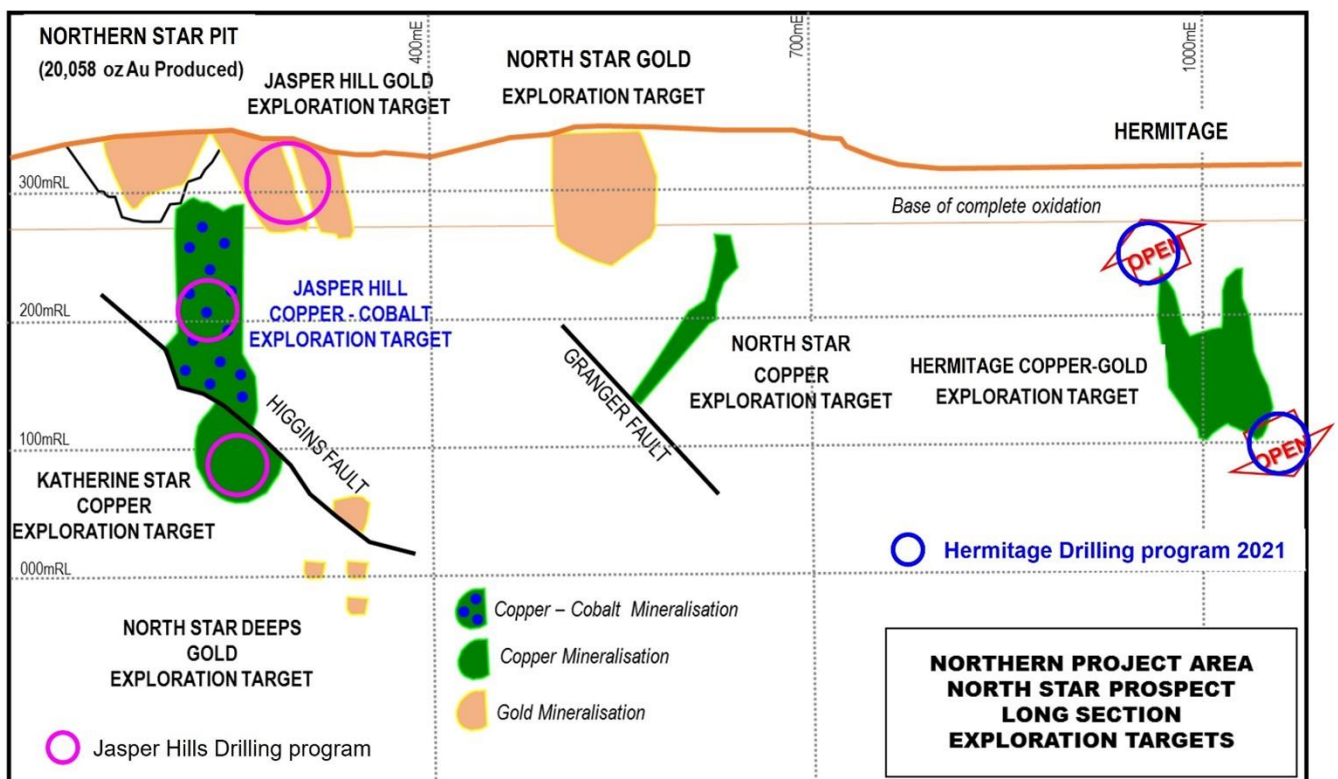 NORTHERN STAR PIT
(20,058 oz Au Produced)
JASPER HILL GOLD
EXPLORATION TARGET
400mE
NORTH STAR GOLD
EXPLORATION TARGET
700mE
1000mE
HERMITAGE
300mRL
Base of complete oxidation
OPEN
JASPER HILL
COPPER - COBALT
EXPLORATION TARGET
200mRL
NORTH STAR
COPPER
EXPLORATION TARGET
HERMITAGE COPPER-GOLD
EXPLORATION TARGET
GRANGER FAULT
HIGGINS FAULT
100mRL
OPEN
KATHERINE STAR
COPPER
EXPLORATION TARGET
Hermitage Drilling program 2021
000mRL
NORTH STAR DEEPS
GOLD
EXPLORATION TARGET
Copper – Cobalt Mineralisation
Copper Mineralisation
Gold Mineralisation
Jasper Hills Drilling program
NORTHERN PROJECT AREA
NORTH STAR PROSPECT
LONG SECTION
EXPLORATION TARGETS